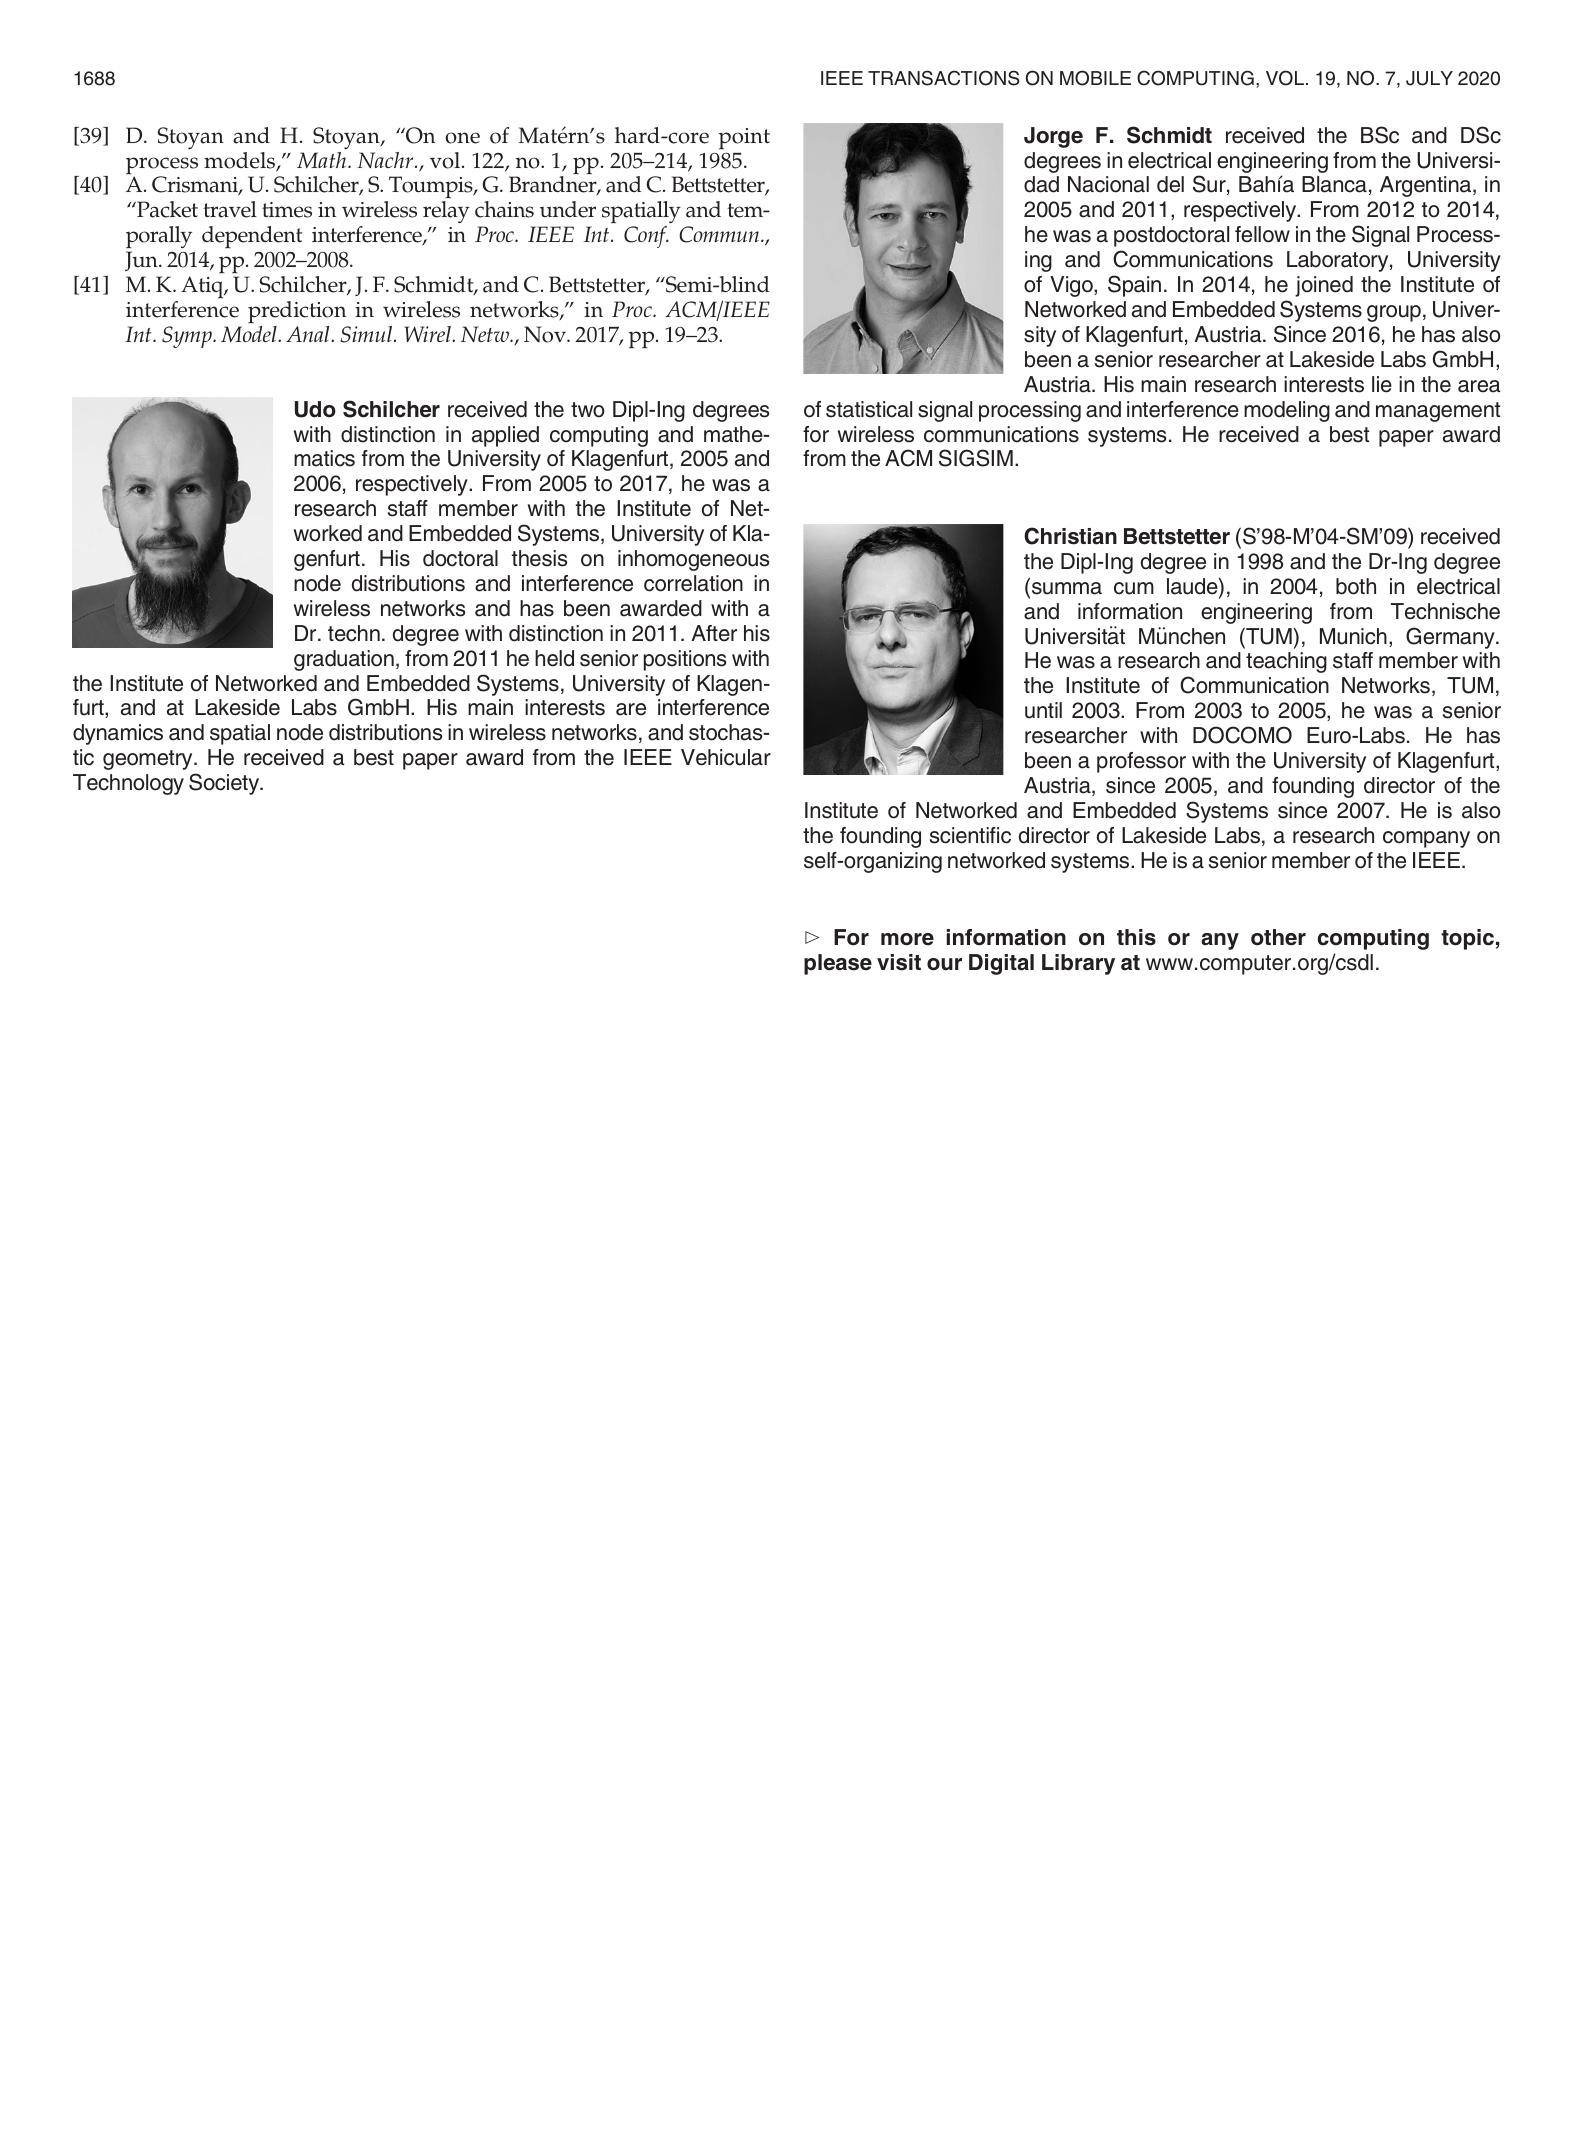 1688
IEEE TRANSACTIONS ON MOBILE COMPUTING, VOL. 19, NO. 7, JULY 2020
[39] D. Stoyan and H. Stoyan, “On one of Matérn’s hard-core point
process models,” Math. Nachr., vol. 122, no. 1, pp. 205–214, 1985.
[40] A. Crismani, U. Schilcher, S. Toumpis, G. Brandner, and C. Bettstetter,
“Packet travel times in wireless relay chains under spatially and tem-
porally dependent interference,” in Proc. IEEE Int. Conf. Commun.,
Jun. 2014, pp. 2002–2008.
[41] M. K. Atiq, U. Schilcher, J. F. Schmidt, and C. Bettstetter, “Semi-blind
interference prediction in wireless networks,” in Proc. ACM/IEEE
Int. Symp. Model. Anal. Simul. Wirel. Netw., Nov. 2017, pp. 19–23.
Udo Schilcher received the two Dipl-Ing degrees
with distinction in applied computing and mathe-
matics from the University of Klagenfurt, 2005 and
2006, respectively. From 2005 to 2017, he was a
research staff member with the Institute of Net-
worked and Embedded Systems, University of Kla-
genfurt. His doctoral thesis on inhomogeneous
node distributions and interference correlation in
wireless networks and has been awarded with a
Dr. techn. degree with distinction in 2011. After his
graduation, from 2011 he held senior positions with
the Institute of Networked and Embedded Systems, University of Klagen-
furt, and at Lakeside Labs GmbH. His main interests are interference
dynamics and spatial node distributions in wireless networks, and stochas-
tic geometry. He received a best paper award from the IEEE Vehicular
Technology Society.
Jorge F. Schmidt received the BSc and DSc
degrees in electrical engineering from the Universi-
dad Nacional del Sur, Bahía Blanca, Argentina, in
2005 and 2011, respectively. From 2012 to 2014,
he was a postdoctoral fellow in the Signal Process-
ing and Communications Laboratory, University
of Vigo, Spain. In 2014, he joined the Institute of
Networked and Embedded Systems group, Univer-
sity of Klagenfurt, Austria. Since 2016, he has also
been a senior researcher at Lakeside Labs GmbH,
Austria. His main research interests lie in the area
of statistical signal processing and interference modeling and management
for wireless communications systems. He received a best paper award
from the ACM SIGSIM.
Christian Bettstetter (S’98-M’04-SM’09) received
the Dipl-Ing degree in 1998 and the Dr-Ing degree
(summa cum laude), in 2004, both in electrical
and information engineering from Technische
Universität München (TUM), Munich, Germany.
He was a research and teaching staff member with
the Institute of Communication Networks, TUM,
until 2003. From 2003 to 2005, he was a senior
researcher with DOCOMO Euro-Labs. He has
been a professor with the University of Klagenfurt,
Austria, since 2005, and founding director of the
Institute of Networked and Embedded Systems since 2007. He is also
the founding scientific director of Lakeside Labs, a research company on
self-organizing networked systems. He is a senior member of the IEEE.
▷ For more information on this or any other computing topic,
please visit our Digital Library at www.computer.org/csdl.